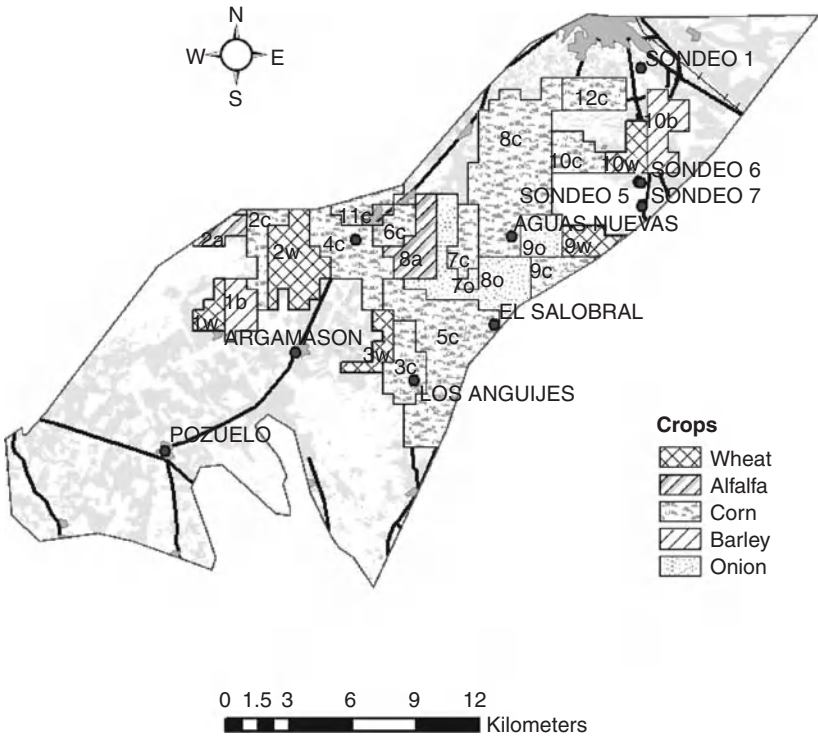 N
W E
S
SONDEO 1
12c
10b
8c
10c 10w
SONDEO 6
SONDEO 5 SONDEO 7
2c 11c
6c
AGUAS NUEVAS
2a 4c
2w 8a 7c 9o 9w
9c
7o 8o
1b
1w
EL SALOBRAL
ARGAMASON 5c
3w
3c
LOS ANGUIJES
POZUELO
Crops
Wheat
Alfalfa
Corn
Barley
Onion
0 1.5 3 6 9 12
Kilometers